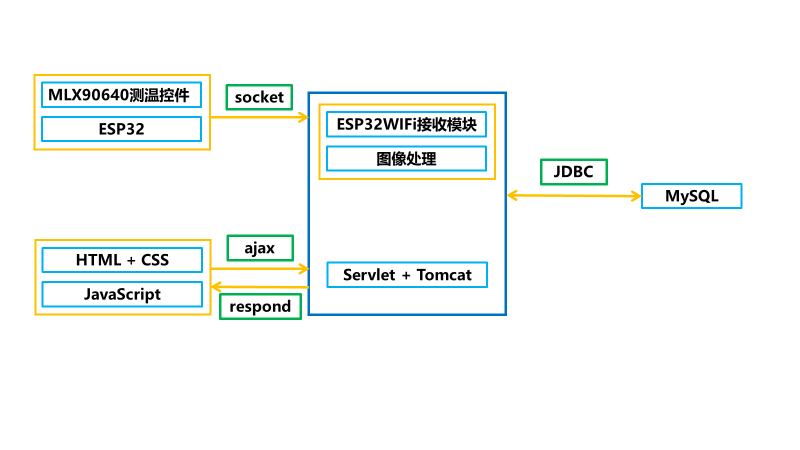 MLX90640测温控件
ESP32
socket
ESP32WIFi接收模块
图像处理
JDBC
MySQL
HTML + CSS
JavaScript
ajax
respond
Servlet + Tomcat